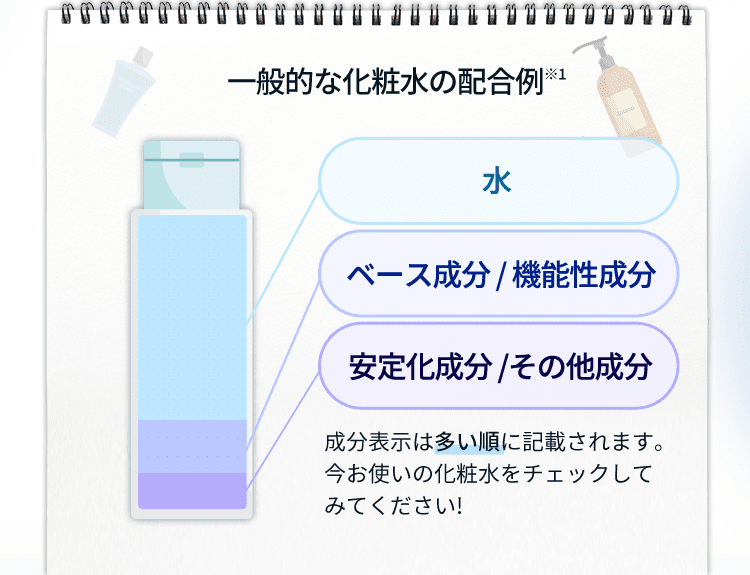 一般的な化粧水の配合例※1
水
ベース成分 / 機能性成分
安定化成分 /その他成分
成分表示は多い順に記載されます。
今お使いの化粧水をチェックして
みてください!